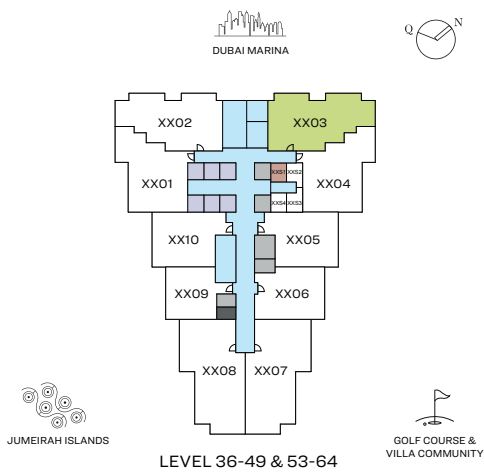 DUBAI MARINA
Q N
XX02 XX03
XXS1 XXS2
XX01 XX04
XXS4 XXS3
XX10 XX05
XX09 XX06
XX08 XX07
JUMEIRAH ISLANDS
GOLF COURSE &
VILLA COMMUNITY
LEVEL 36-49 & 53-64